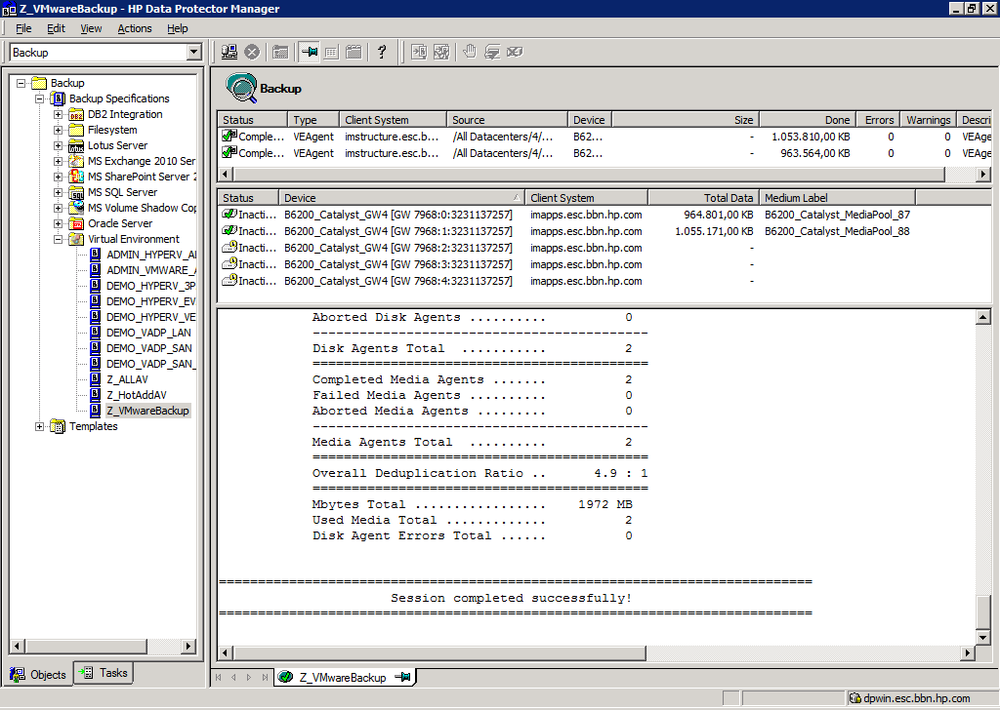 Z_VMwareBackup - HP Data Protector Manager
File Edit View Actions Help
Backup
Backup
Backup Specifications
DB2 Integration
Filesystem
Lotus Server
MS Exchange 2010 Ser
MS SharePoint Server 2
MS SQL Server
MS Volume Shadow Cop
Oracle Server
Virtual Environment
ADMIN_HYPERV_AL
ADMIN_VMWARE_A
DEMO_HYPERV_3P
DEMO_HYPERV_EV
DEMO_HYPERV_VE
DEMO_VADP_LAN
DEMO_VADP_SAN
DEMO_VADP_SAN_
Z_ALLAV
Z_HotAddAV
Z_VMwareBackup
Templates
Objects Tasks
Backup
Status Type Client System Source Device Size Done Errors Warnings Descri
Comple... VEAgent imstructure.esc.b... /All Datacenters/4/... B62... - 1.053.810,00 KB 0 0 VEAge
Comple... VEAgent imstructure.esc.b... /All Datacenters/4/... B62... - 963.564,00 KB 0 0 VEAge
Status Device Client System Total Data Medium Label
Inacti... B6200_Catalyst_GW4 [GW 7968:0:3231137257] imapps.esc.bbn.hp.com 964.801,00 KB B6200_Catalyst_MediaPool_87
Inacti... B6200_Catalyst_GW4 [GW 7968:1:3231137257] imapps.esc.bbn.hp.com 1.055.171,00 KB B6200_Catalyst_MediaPool_88
Inacti... B6200_Catalyst_GW4 [GW 7968:2:3231137257] imapps.esc.bbn.hp.com -
Inacti... B6200_Catalyst_GW4 [GW 7968:3:3231137257] imapps.esc.bbn.hp.com -
Inacti... B6200_Catalyst_GW4 [GW 7968:4:3231137257] imapps.esc.bbn.hp.com -
Aborted Disk Agents .......... 0
Disk Agents Total ........... 2
Completed Media Agents ....... 2
Failed Media Agents .......... 0
Aborted Media Agents ......... 0
Media Agents Total .......... 2
Overall Deduplication Ratio .. 4.9 : 1
Mbytes Total ................. 1972 MB
Used Media Total ............. 2
Disk Agent Errors Total ...... 0
Session completed successfully!
Z_VMwareBackup
dpwin.esc.bbn.hp.com